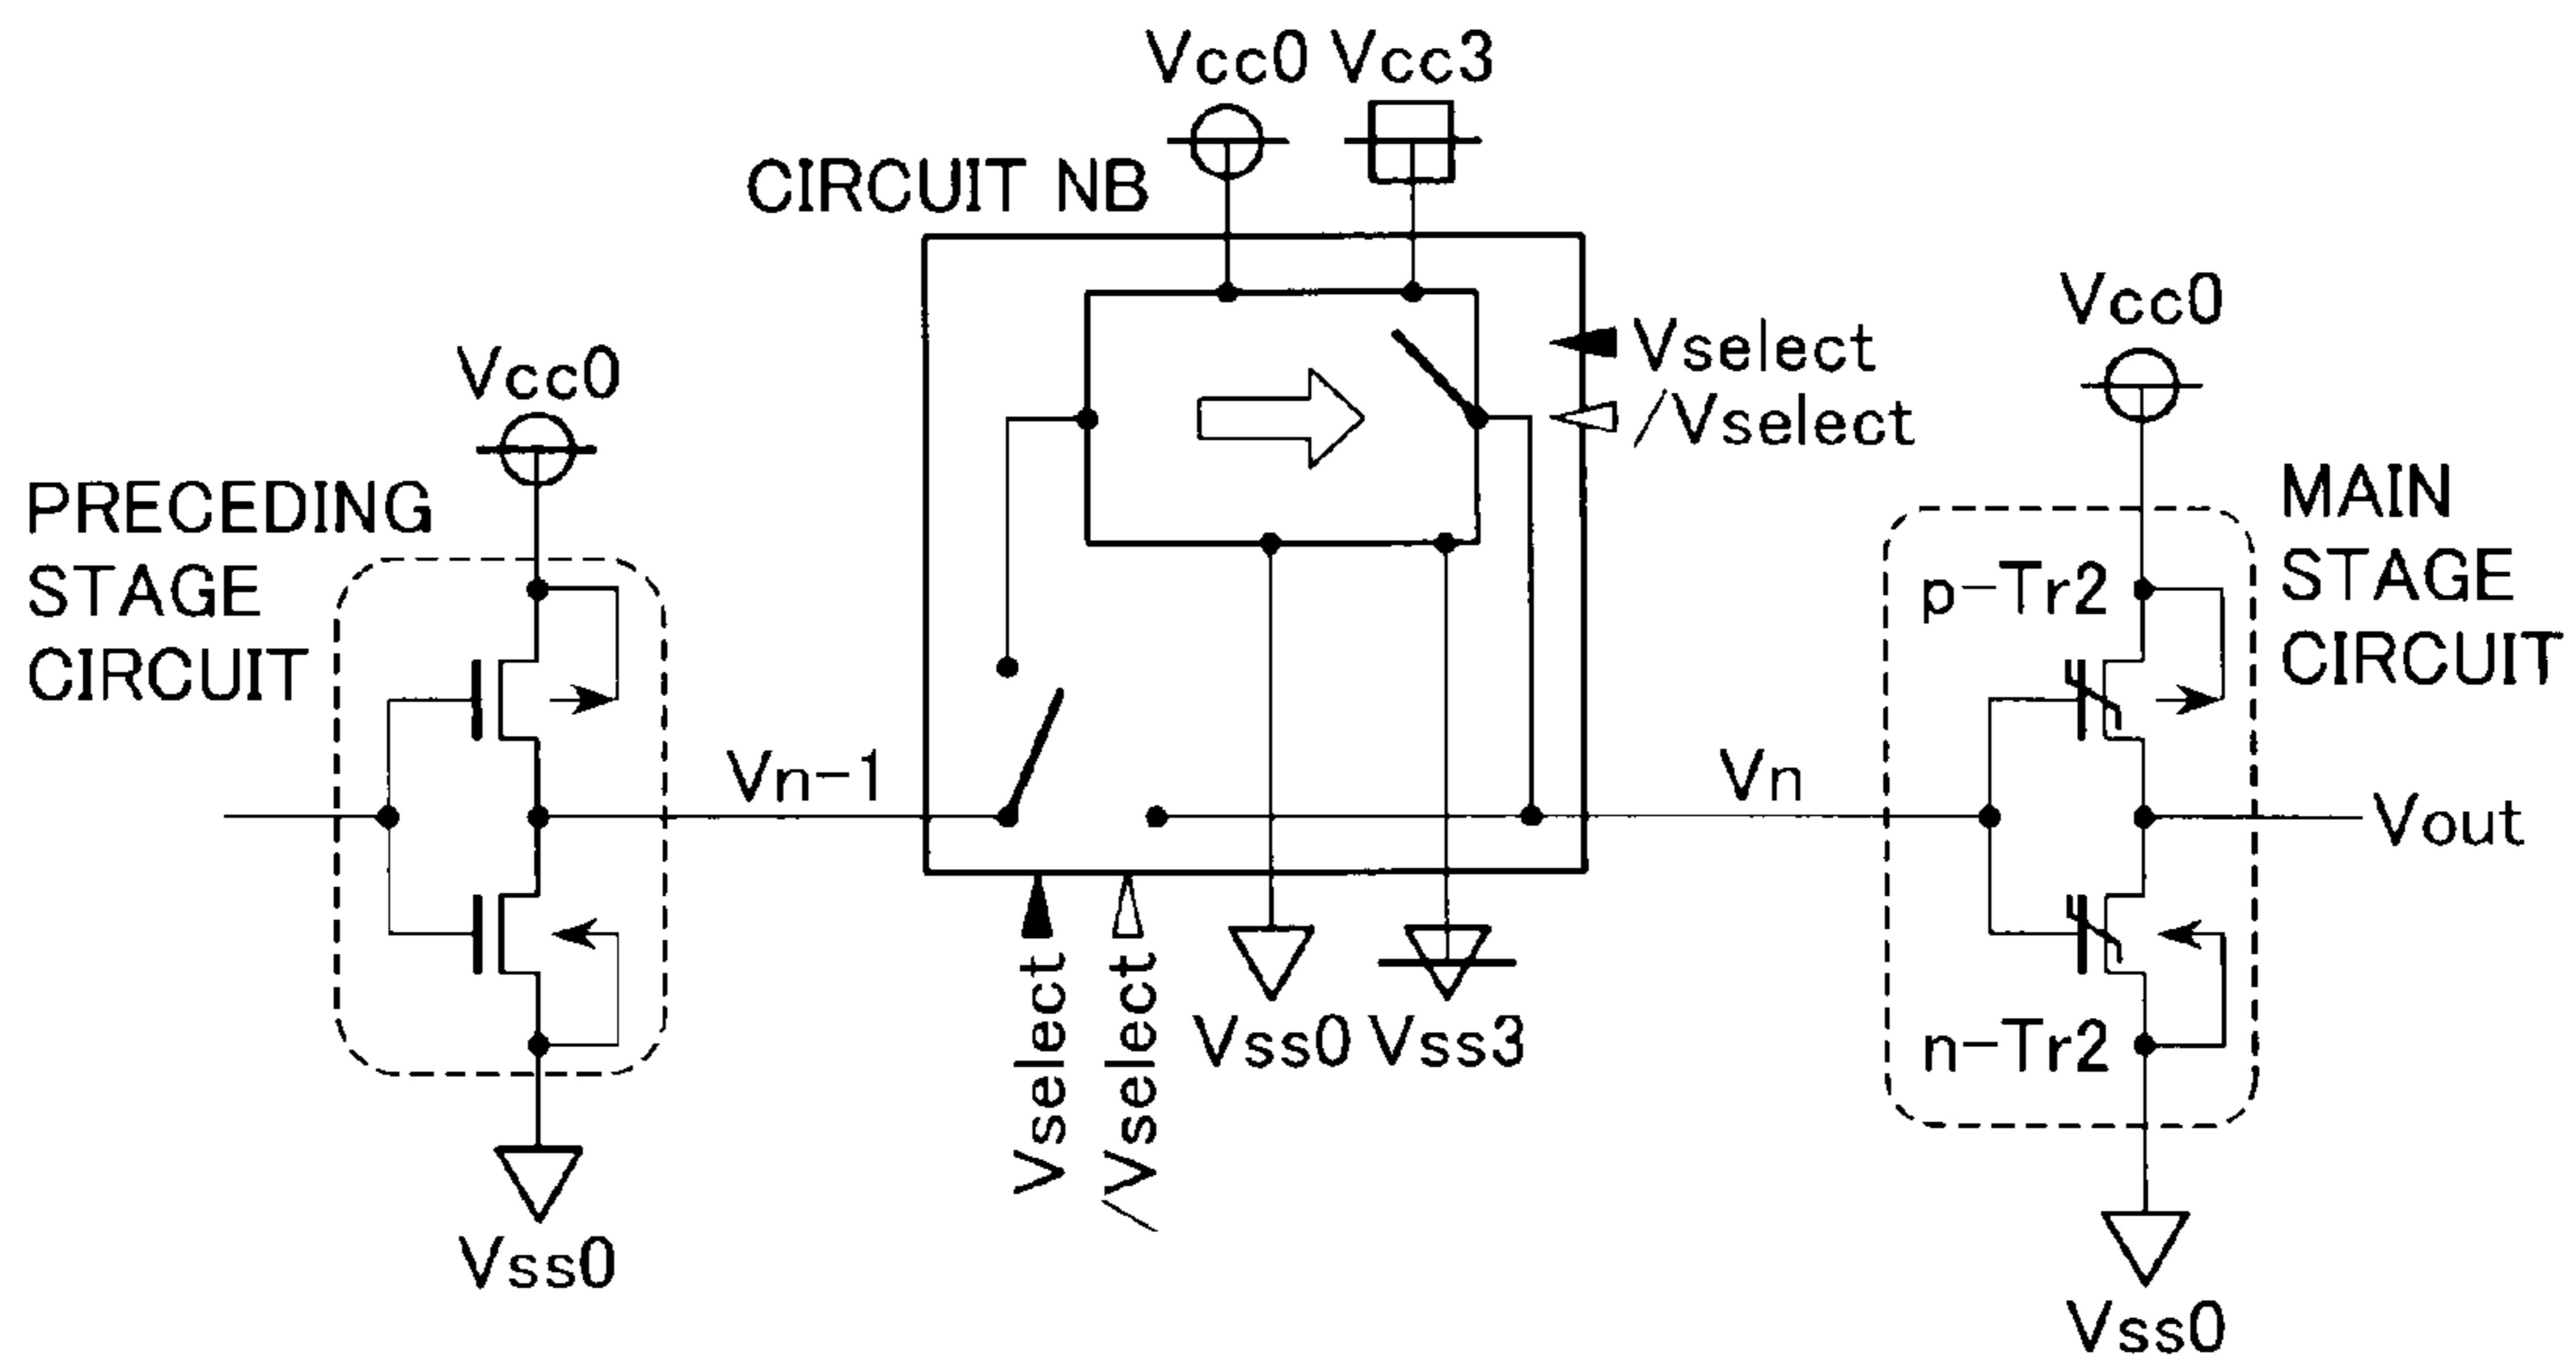 Vcc0 Vcc3
CIRCUIT NB
Vselect
/Vselect
Vcc0
Vcc0
PRECEDING
STAGE
CIRCUIT
MAIN
STAGE
CIRCUIT
p-Tr2
Vn-1
Vn
Vout
Vselect
/Vselect
Vss0 Vss3
n-Tr2
Vss0
Vss0